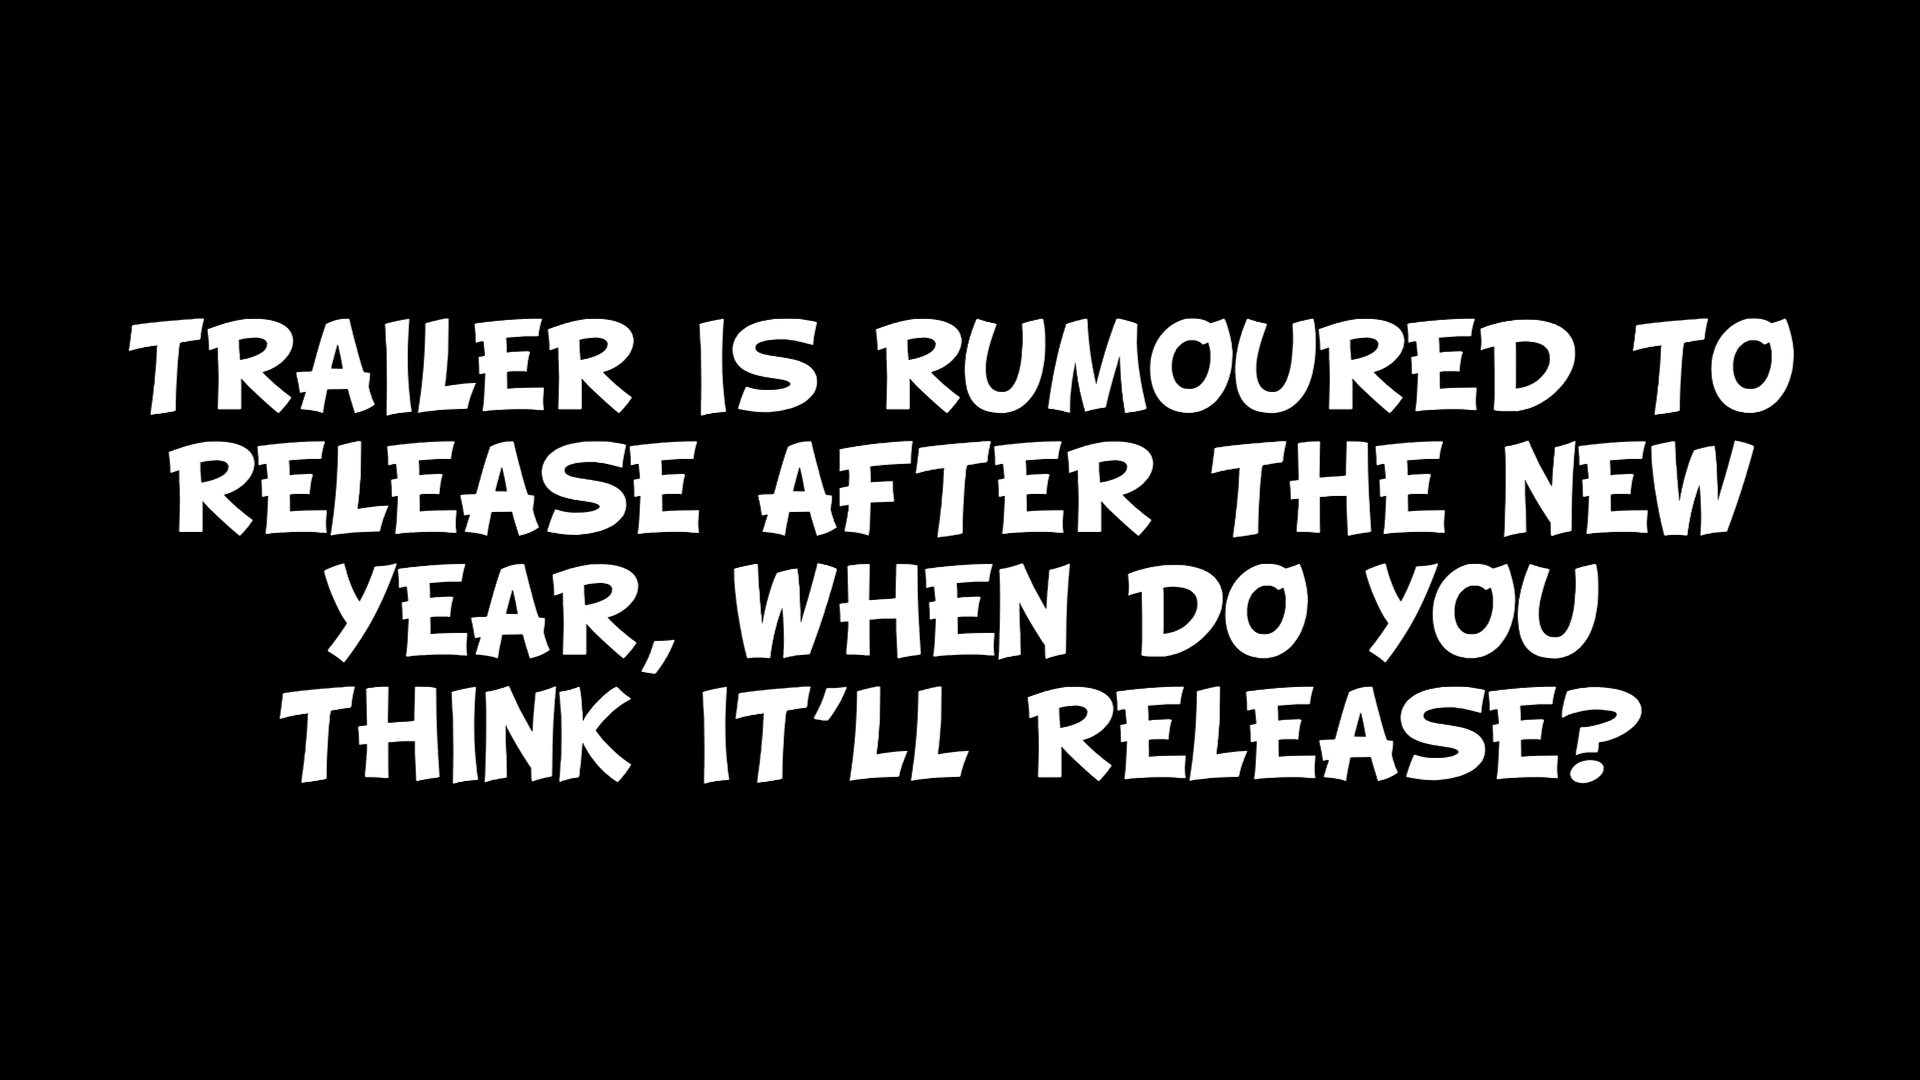 TRAILER IS RUMOURED TO
RELEASE AFTER THE NEW
YEAR, WHEN DO YOU
THINK IT'LL RELEASE?